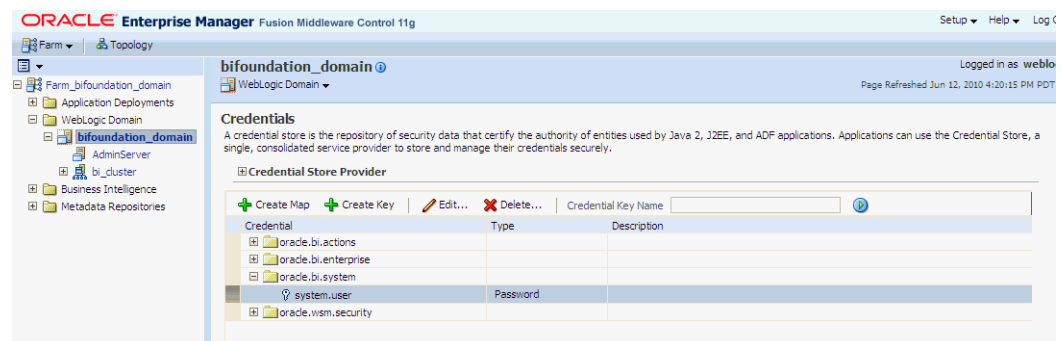 ORACLE Enterprise Manager Fusion Middleware Control 11g
Setup Help Log
Farm Topology
Farm_bifoundation_domain
Application Deployments
WebLogic Domain
bifoundation_domain
AdminServer
bi_cluster
Business Intelligence
Metadata Repositories
bifoundation_domain
Logged in as weblo
WebLogic Domain
Page Refreshed Jun 12, 2010 4:20:15 PM PDT
Credentials
A credential store is the repository of security data that certify the authority of entities used by Java 2, J2EE, and ADF applications. Applications can use the Credential Store, a
single, consolidated service provider to store and manage their credentials securely.
Credential Store Provider
Create Map Create Key Edit... Delete... Credential Key Name
Credential Type Description
oracle.bi.actions
oracle.bi.enterprise
oracle.bi.system
system.user Password
oracle.wsm.security